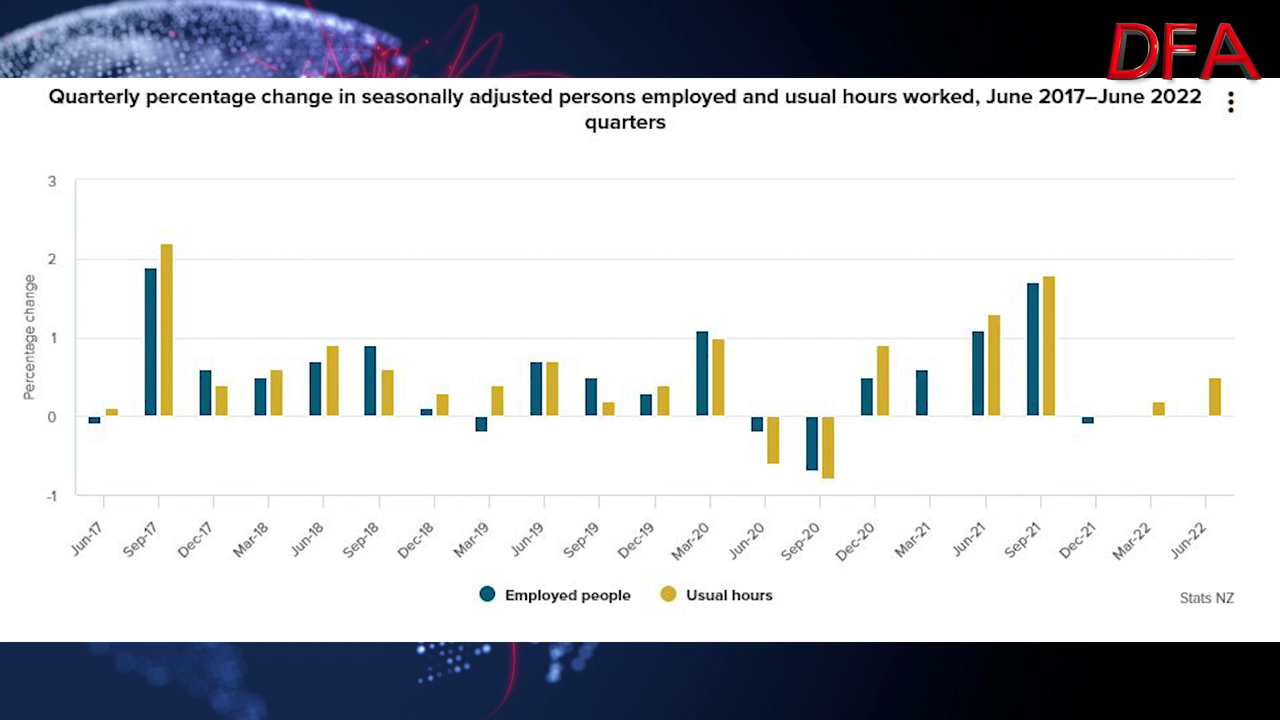 DFA
Quarterly percentage change in seasonally adjusted persons employed and usual hours worked, June 2017–June 2022
quarters
3
2
1
0
-1
Percentage change
Jun-17
Sep-17
Dec-17
Mar-18
Jun-18
Sep-18
Dec-18
Mar-19
Jun-19
Sep-19
Dec-19
Mar-20
Jun-20
Sep-20
Dec-20
Mar-21
Jun-21
Sep-21
Dec-21
Mar-22
Jun-22
Employed people
Usual hours
Stats NZ